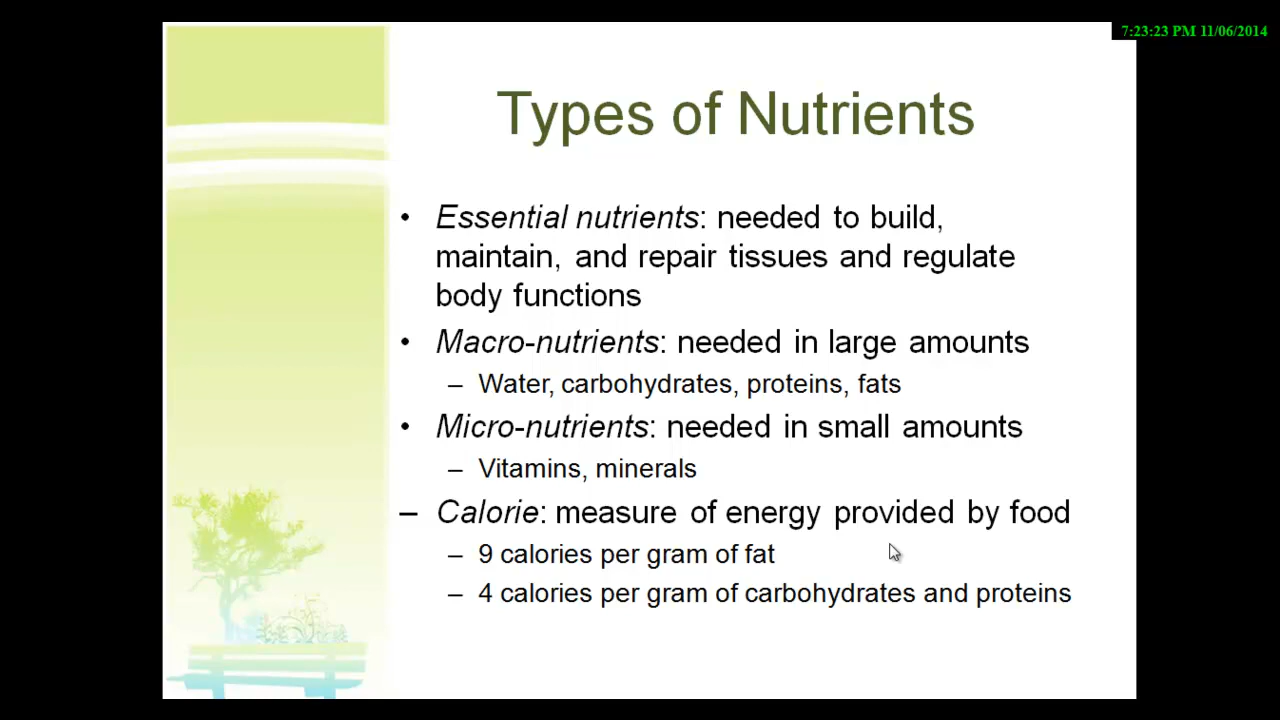 7:23:23 PM 11/06/2014
Types of Nutrients
• Essential nutrients: needed to build,
maintain, and repair tissues and regulate
body functions
• Macro-nutrients: needed in large amounts
– Water, carbohydrates, proteins, fats
• Micro-nutrients: needed in small amounts
– Vitamins, minerals
– Calorie: measure of energy provided by food
– 9 calories per gram of fat
– 4 calories per gram of carbohydrates and proteins